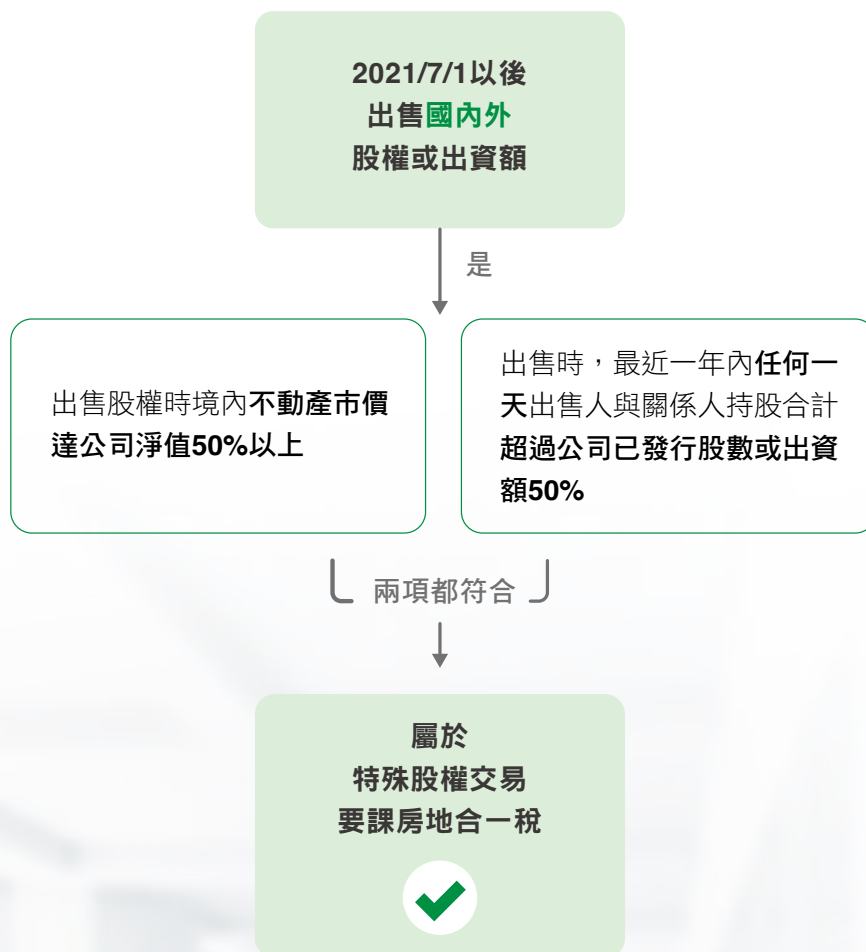 2021/7/1以後
出售國內外
股權或出資額
是
出售股權時境內不動產市價
達公司淨值50%以上
出售時，最近一年內任何一
天出售人與關係人持股合計
超過公司已發行股數或出資
額50%
兩項都符合
屬於
特殊股權交易
要課房地合一稅